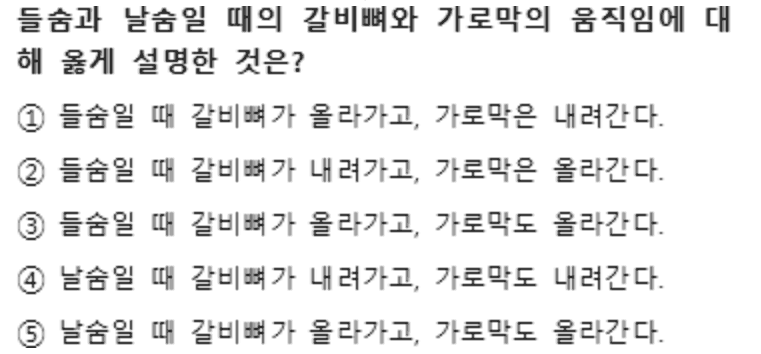 들숨과 날숨일 때의 갈비뼈와 가로막의 움직임에 대
해 옳게 설명한 것은?
① 들숨일 때 갈비뼈가 올라가고, 가로막은 내려간다.
② 들숨일 때 갈비뼈가 내려가고, 가로막은 올라간다.
③ 들숨일 때 갈비뼈가 올라가고, 가로막도 올라간다.
④ 날숨일 때 갈비뼈가 내려가고, 가로막도 내려간다.
⑤ 날숨일 때 갈비뼈가 올라가고, 가로막도 올라간다.